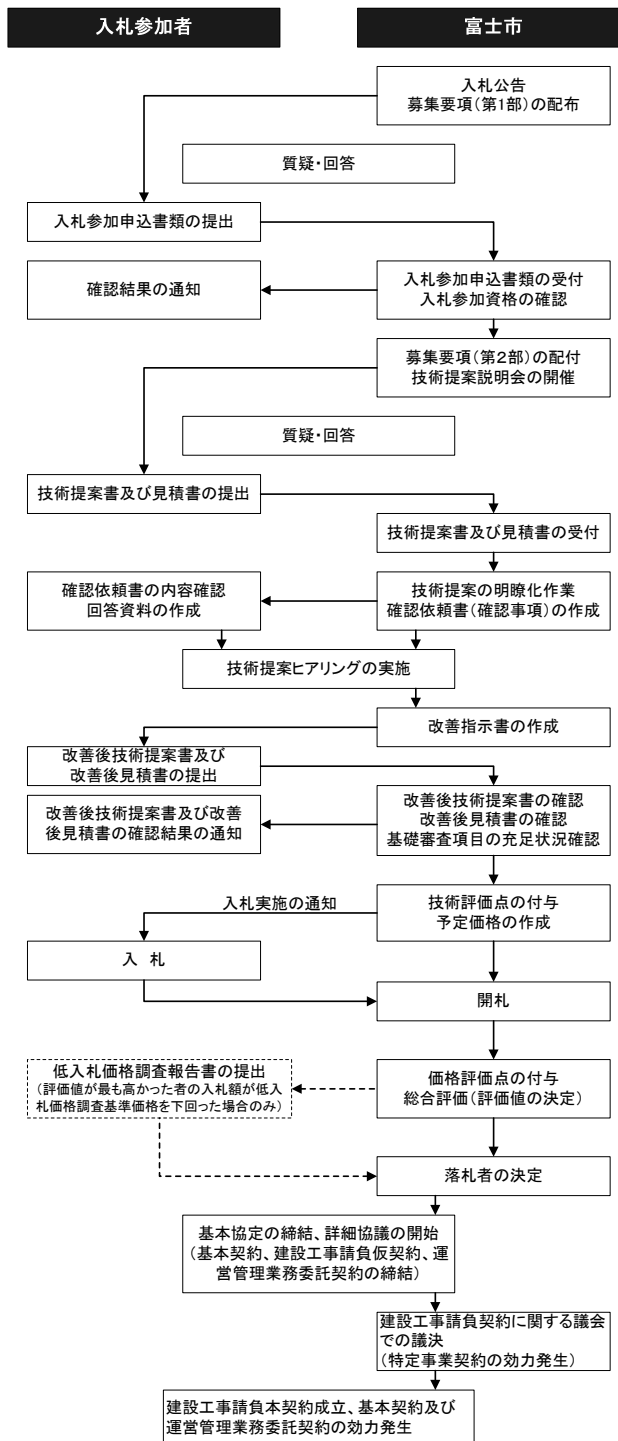 入札参加者
富士市
入札公告
募集要項(第1部)の配布
質疑・回答
入札参加申込書類の提出
確認結果の通知
入札参加申込書類の受付
入札参加資格の確認
募集要項(第２部)の配付
技術提案説明会の開催
質疑・回答
技術提案書及び見積書の提出
技術提案書及び見積書の受付
確認依頼書の内容確認
回答資料の作成
技術提案の明瞭化作業
確認依頼書(確認事項)の作成
技術提案ヒアリングの実施
改善指示書の作成
改善後技術提案書及び
改善後見積書の提出
改善後技術提案書及び改善
後見積書の確認結果の通知
改善後技術提案書の確認
改善後見積書の確認
基礎審査項目の充足状況確認
入札実施の通知
技術評価点の付与
予定価格の作成
入 札
開札
低入札価格調査報告書の提出
(評価値が最も高かった者の入札額が低入
札価格調査基準価格を下回った場合のみ)
価格評価点の付与
総合評価(評価値の決定)
落札者の決定
基本協定の締結、詳細協議の開始
(基本契約、建設工事請負仮契約、運
営管理業務委託契約の締結)
建設工事請負契約に関する議会
での議決
(特定事業契約の効力発生)
建設工事請負本契約成立、基本契約及び
運営管理業務委託契約の効力発生